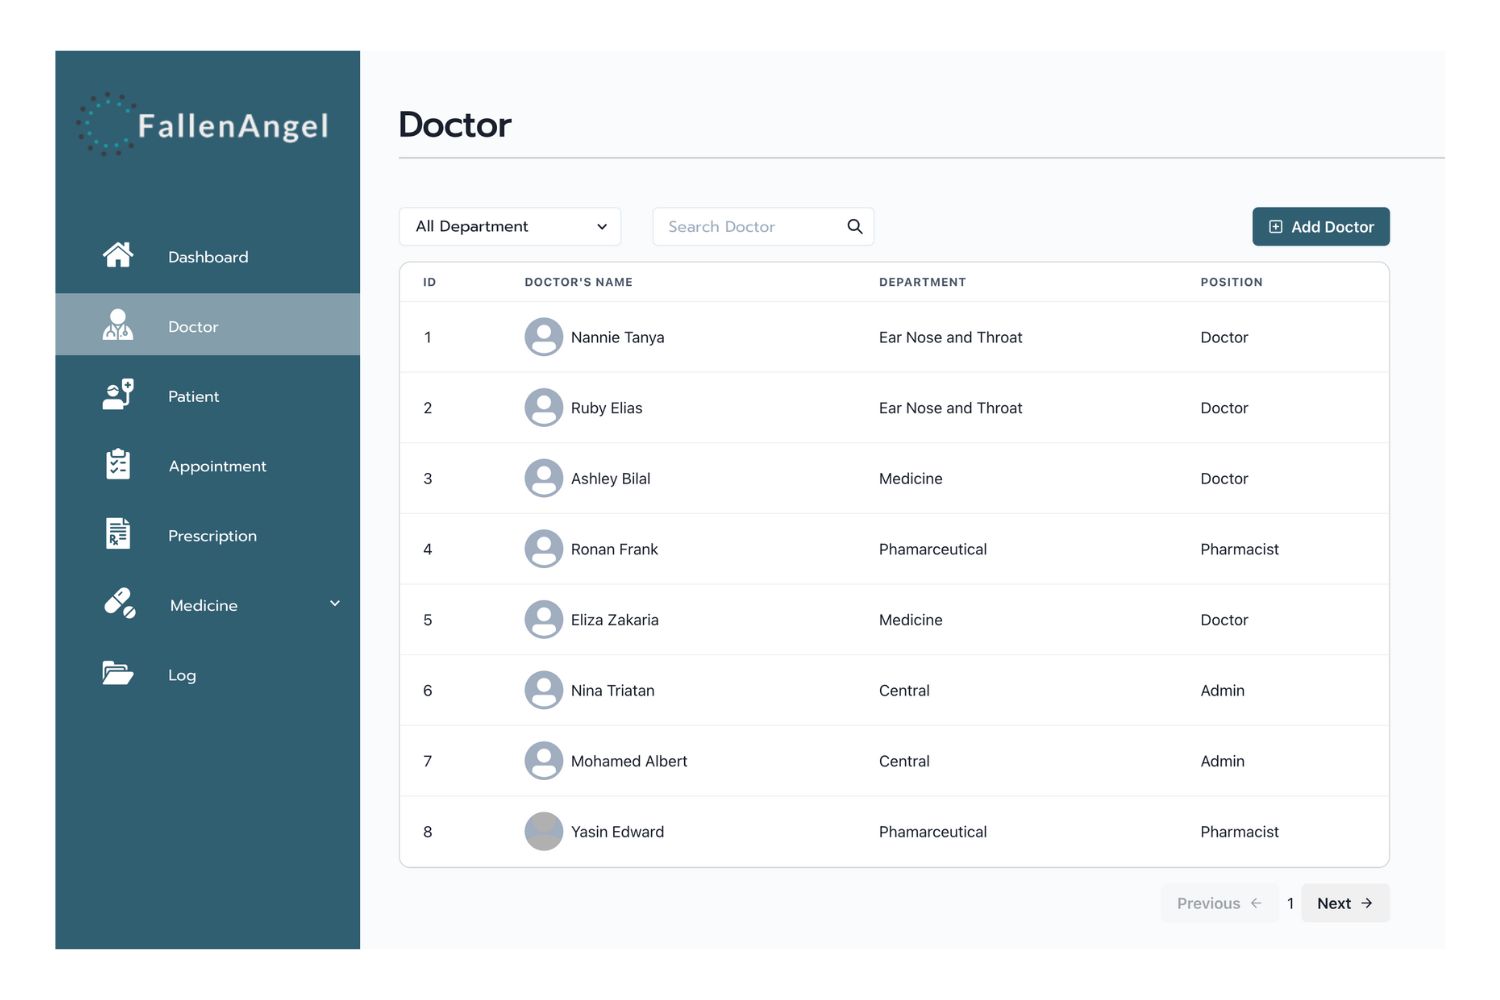 FallenAngel
Dashboard
Doctor
Patient
Appointment
Prescription
Medicine
Log
Doctor
All Department
Search Doctor
Add Doctor
ID DOCTOR'S NAME DEPARTMENT POSITION
1 Nannie Tanya Ear Nose and Throat Doctor
2 Ruby Elias Ear Nose and Throat Doctor
3 Ashley Bilal Medicine Doctor
4 Ronan Frank Phamarceutical Pharmacist
5 Eliza Zakaria Medicine Doctor
6 Nina Triatan Central Admin
7 Mohamed Albert Central Admin
8 Yasin Edward Phamarceutical Pharmacist
Previous ← 1 Next →